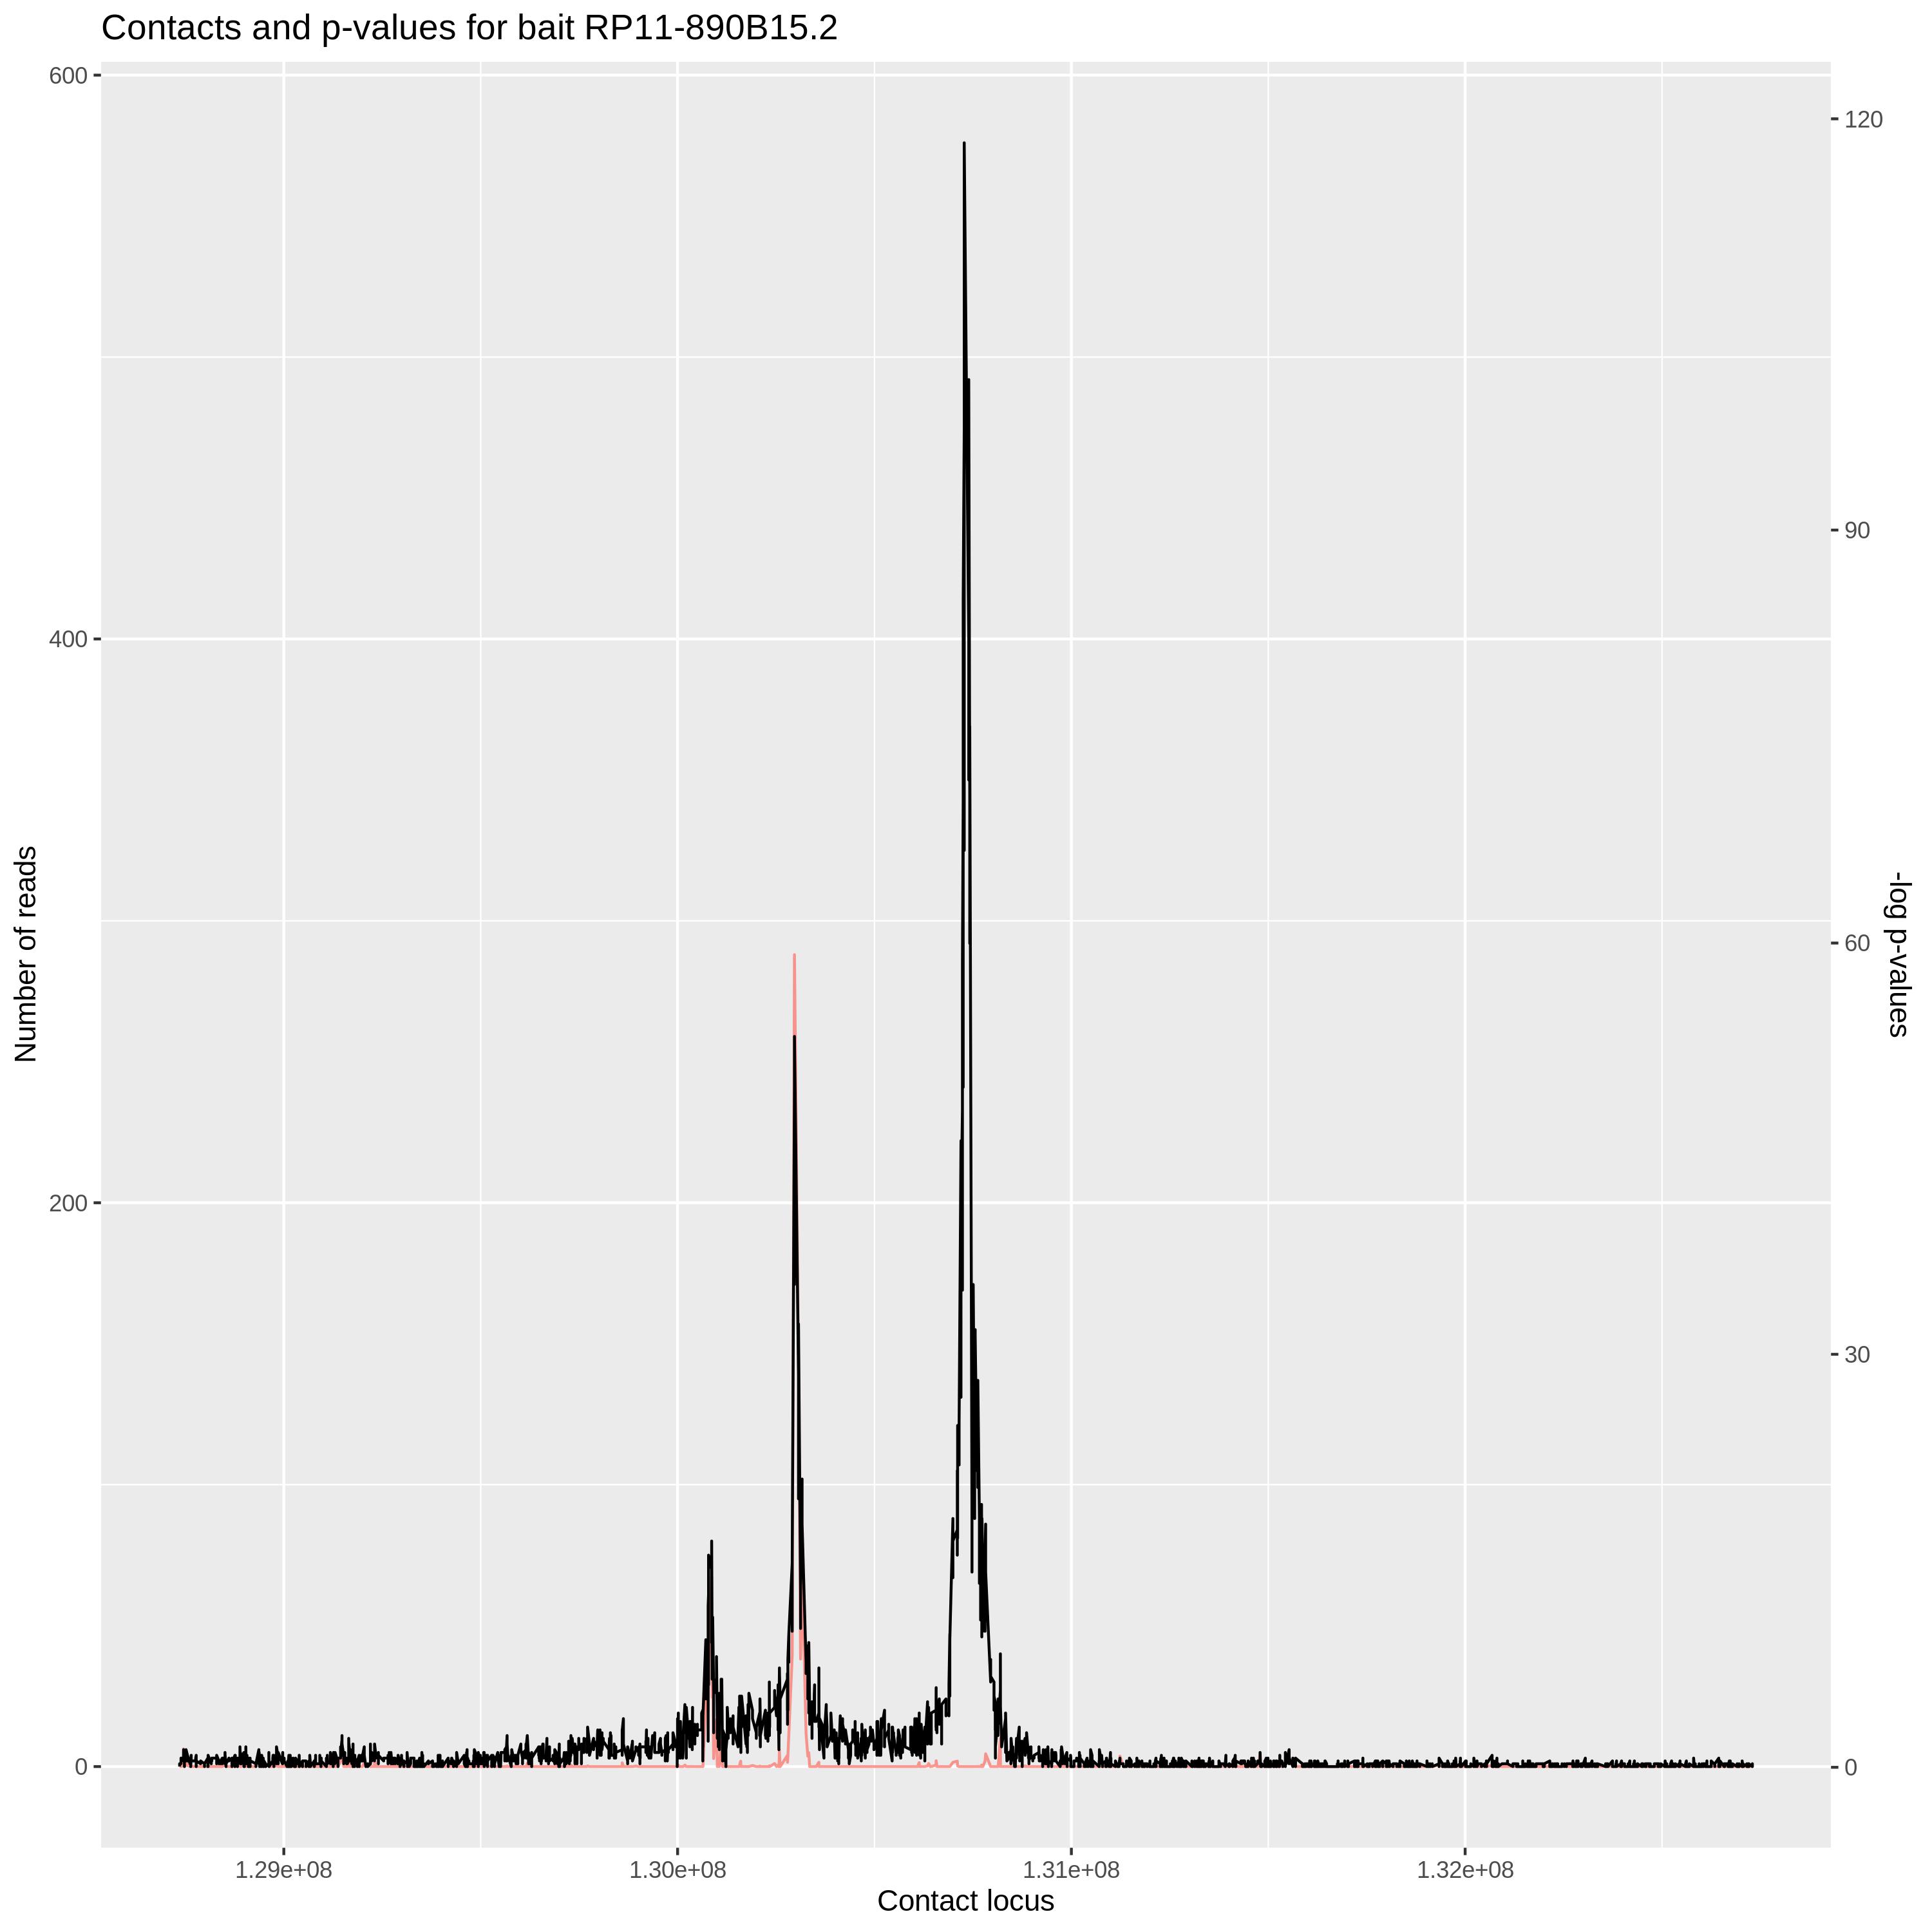 Contacts and p-values for bait RP11-890B15.2
600
400
200
0
Number of reads
120
90
60
30
0
-log p-values
1.29e+08
1.30e+08
1.31e+08
1.32e+08
Contact locus